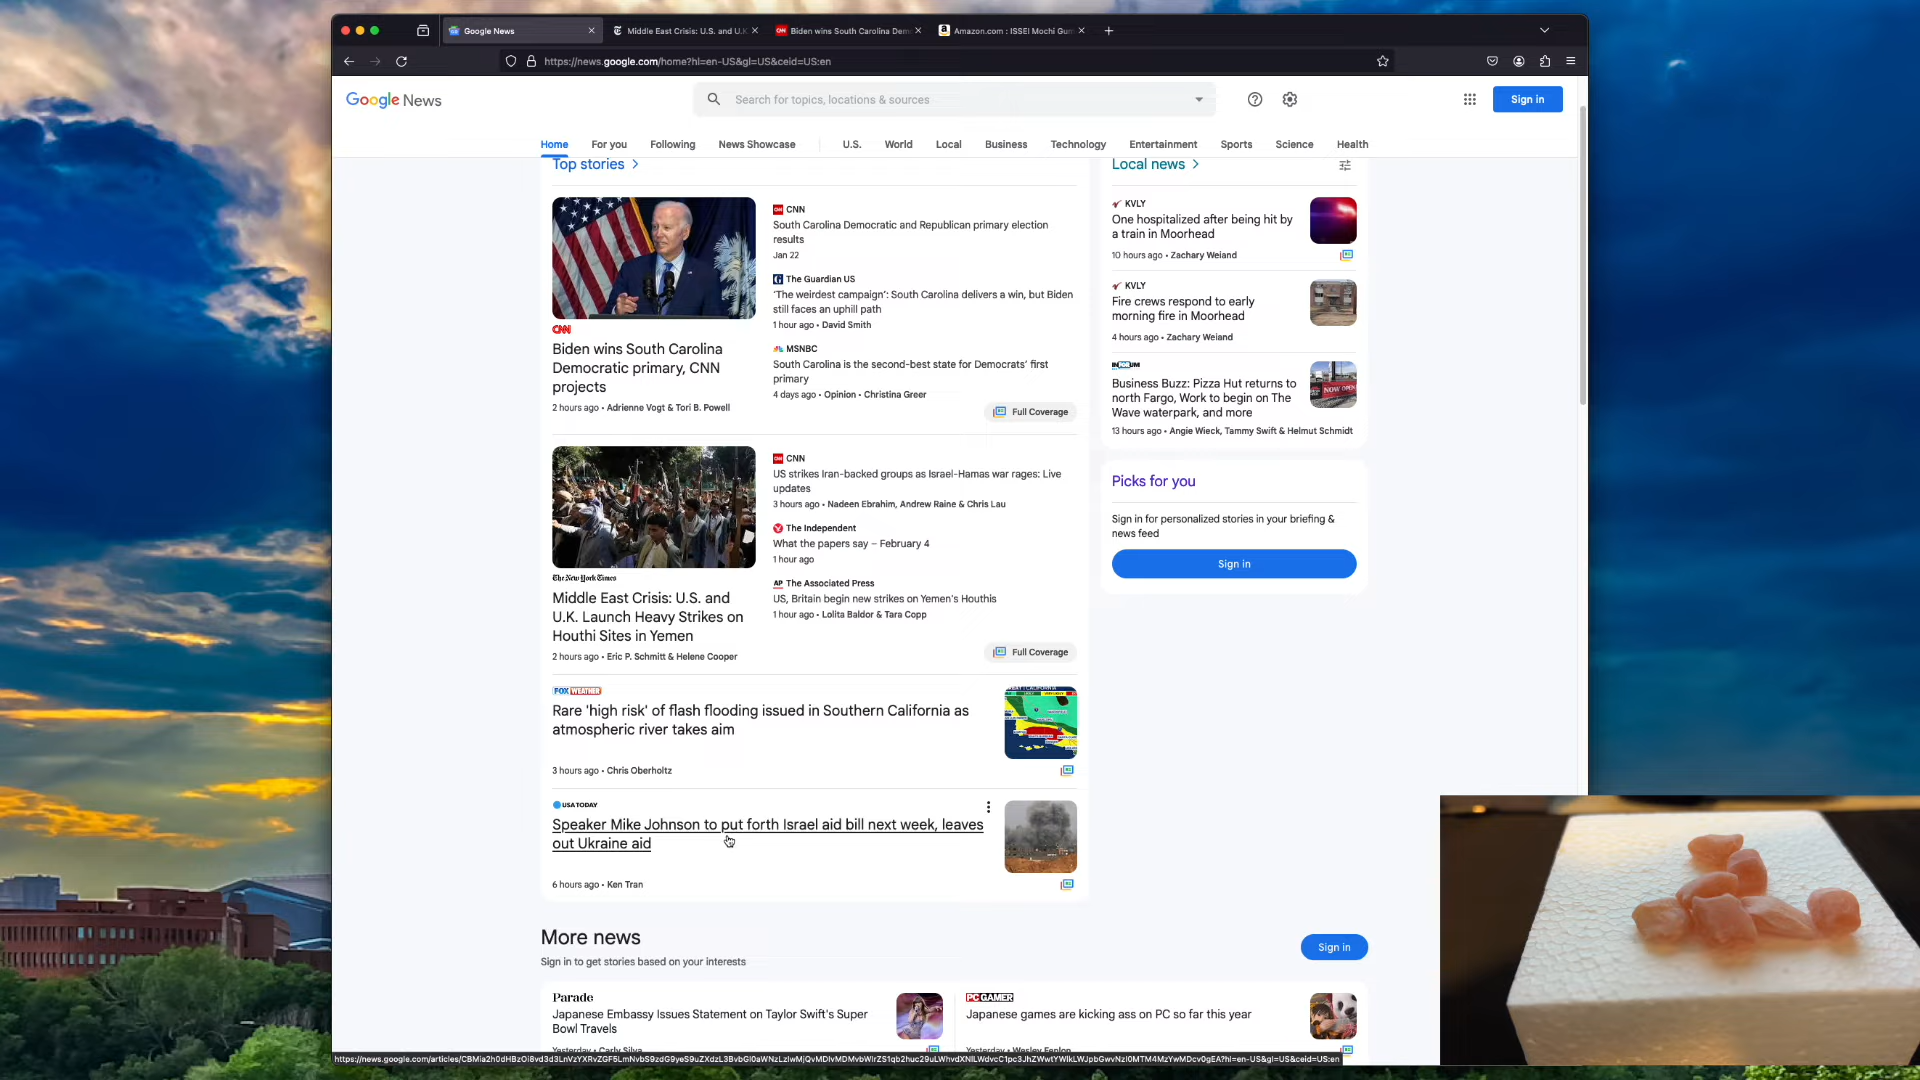 Google News
Middle East Crisis: U.S. and U.K
Biden wins South Carolina Dem
Amazon.com : ISSEI Mochi Gum
https://news.google.com/home?hl=en-US&gl=US&ceid=US:en
Google News
Search for topics, locations & sources
Sign in
Home
For you
Following
News Showcase
U.S.
World
Local
Business
Technology
Entertainment
Sports
Science
Health
Top stories
CNN
Biden wins South Carolina
Democratic primary, CNN
projects
2 hours ago • Adrienne Vogt & Tori B. Powell
CNN
South Carolina Democratic and Republican primary election
results
Jan 22
The Guardian US
'The weirdest campaign': South Carolina delivers a win, but Biden
still faces an uphill path
1 hour ago • David Smith
MSNBC
South Carolina is the second-best state for Democrats' first
primary
4 days ago • Opinion • Christina Greer
Full Coverage
The New York Times
Middle East Crisis: U.S. and
U.K. Launch Heavy Strikes on
Houthi Sites in Yemen
2 hours ago • Eric P. Schmitt & Helene Cooper
CNN
US strikes Iran-backed groups as Israel-Hamas war rages: Live
updates
3 hours ago • Nadeen Ebrahim, Andrew Raine & Chris Lau
The Independent
What the papers say – February 4
1 hour ago
AP The Associated Press
US, Britain begin new strikes on Yemen's Houthis
1 hour ago • Lolita Baldor & Tara Copp
Full Coverage
FOX WEATHER
Rare 'high risk' of flash flooding issued in Southern California as
atmospheric river takes aim
3 hours ago • Chris Oberholtz
USA TODAY
Speaker Mike Johnson to put forth Israel aid bill next week, leaves
out Ukraine aid
6 hours ago • Ken Tran
Local news
KVLY
One hospitalized after being hit by
a train in Moorhead
10 hours ago • Zachary Weiand
KVLY
Fire crews respond to early
morning fire in Moorhead
4 hours ago • Zachary Weiand
INFORUM
Business Buzz: Pizza Hut returns to
north Fargo, Work to begin on The
Wave waterpark, and more
13 hours ago • Angie Wieck, Tammy Swift & Helmut Schmidt
NOW OPEN
Picks for you
Sign in for personalized stories in your briefing &
news feed
Sign in
More news
Sign in to get stories based on your interests
Sign in
Parade
Japanese Embassy Issues Statement on Taylor Swift's Super
Bowl Travels
Yesterday • Carly Silva
PC GAMER
Japanese games are kicking ass on PC so far this year
Yesterday • Wesley Fenlon